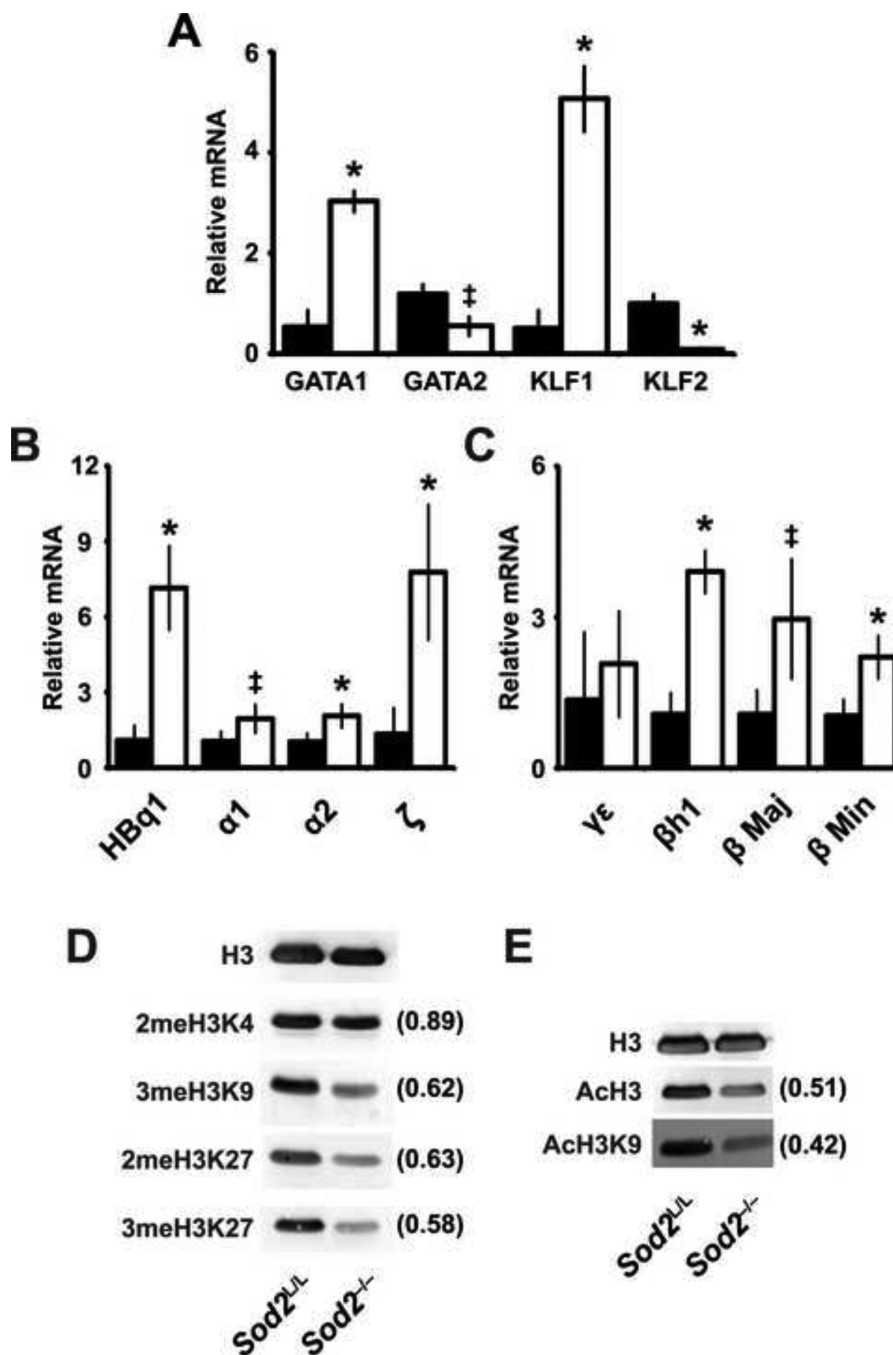 A
Relative mRNA
6
4
2
0
*
‡
*
*
GATA1 GATA2 KLF1 KLF2
B
Relative mRNA
12
9
6
3
0
*
‡
*
*
HBq1 α1 α2 ζ
C
Relative mRNA
6
3
0
*
‡
*
γε βh1 β Maj β Min
D
H3
2meH3K4 (0.89)
3meH3K9 (0.62)
2meH3K27 (0.63)
3meH3K27 (0.58)
Sod2L/L Sod2-/-
E
H3
AcH3 (0.51)
AcH3K9 (0.42)
Sod2L/L Sod2-/-